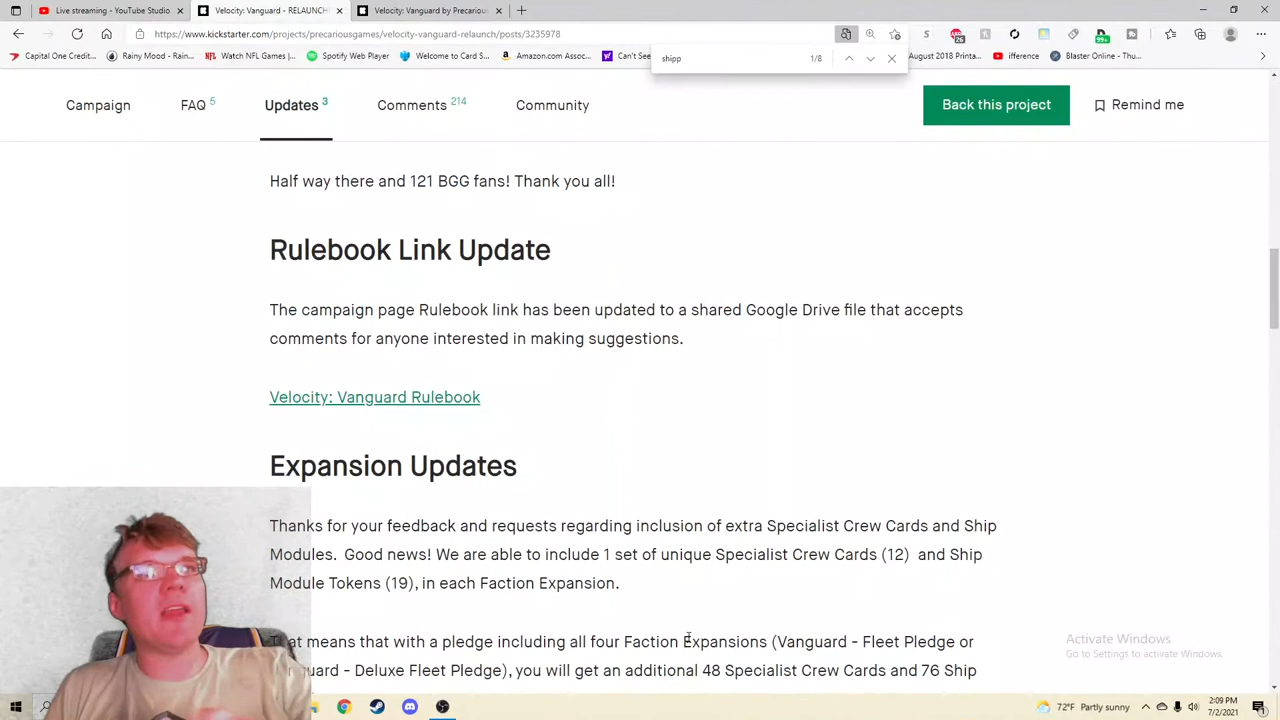 Live streaming - YouTube Studio
Velocity: Vanguard - RELAUNCH
Velocity: Vanguard by Precarious
https://www.kickstarter.com/projects/precariousgames/velocity-vanguard-relaunch/posts/3235978
Capital One Credit...
Rainy Mood - Rain...
Watch NFL Games |...
Spotify Web Player
Welcome to Card S...
Amazon.com Assoc...
Can't See
August 2018 Printa...
ifference
Blaster Online - Thu...
26
99+
shipp
1/8
Campaign
FAQ 5
Updates 3
Comments 214
Community
Back this project
Remind me
Half way there and 121 BGG fans! Thank you all!
Rulebook Link Update
The campaign page Rulebook link has been updated to a shared Google Drive file that accepts
comments for anyone interested in making suggestions.
Velocity: Vanguard Rulebook
Expansion Updates
Thanks for your feedback and requests regarding inclusion of extra Specialist Crew Cards and Ship
Modules. Good news! We are able to include 1 set of unique Specialist Crew Cards (12) and Ship
Module Tokens (19), in each Faction Expansion.
That means that with a pledge including all four Faction Expansions (Vanguard - Fleet Pledge or
Vanguard - Deluxe Fleet Pledge), you will get an additional 48 Specialist Crew Cards and 76 Ship
Activate Windows
Go to Settings to activate Windows.
72°F Partly sunny
2:09 PM
7/2/2021
1